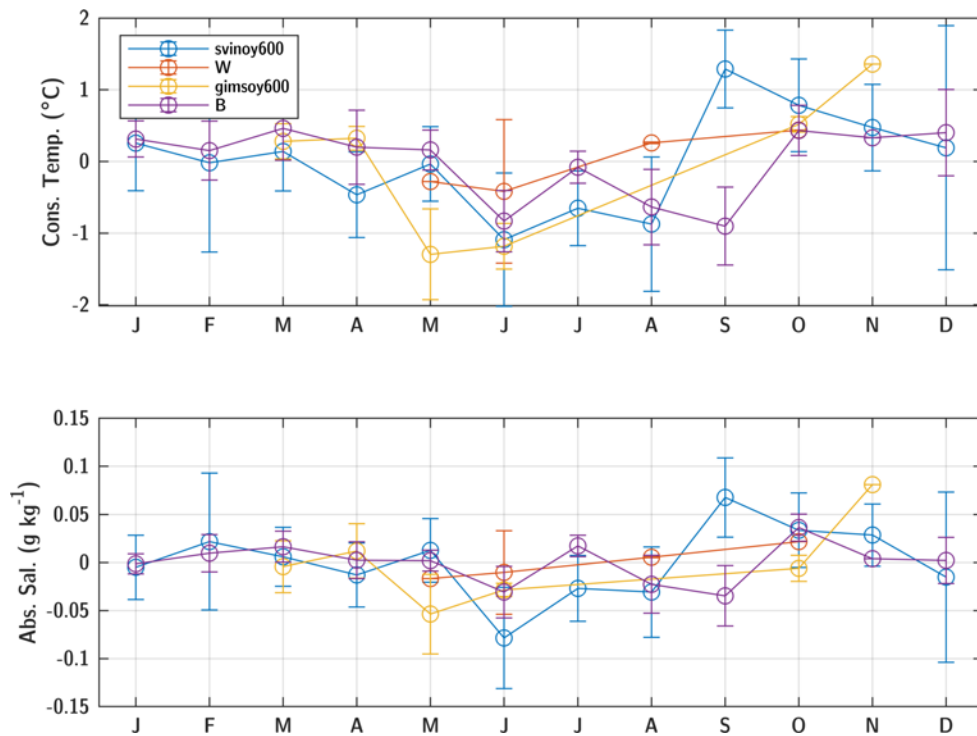 Cons. Temp. (°C)
2
1
0
-1
-2
svinoy600
W
gimsoy600
B
J F M A M J J A S O N D
Abs. Sal. (g kg⁻¹)
0.15
0.1
0.05
0
-0.05
-0.1
-0.15
J F M A M J J A S O N D